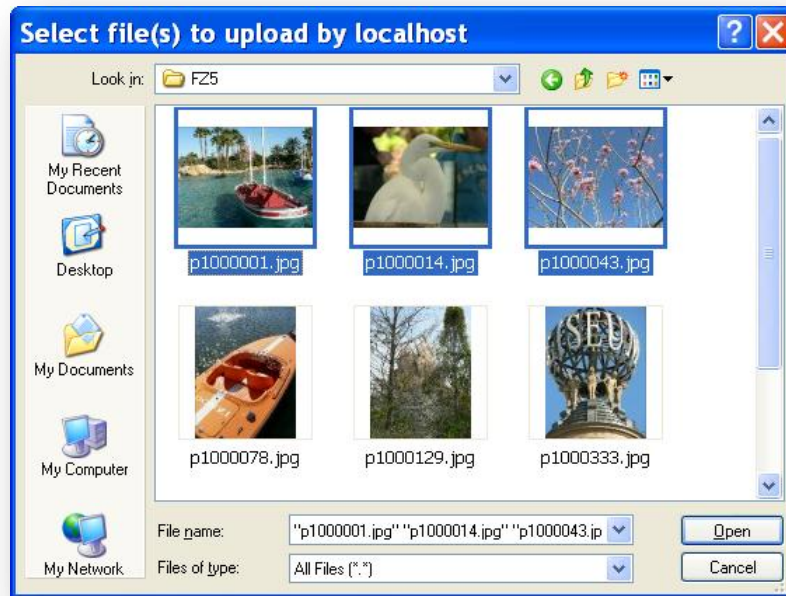 Select file(s) to upload by localhost
Look in: FZ5
My Recent
Documents
Desktop
My Documents
My Computer
My Network
p1000001.jpg p1000014.jpg p1000043.jpg
SEU
p1000078.jpg p1000129.jpg p1000333.jpg
File name: "p1000001.jpg" "p1000014.jpg" "p1000043.jp Open
Files of type: All Files (*.*) Cancel